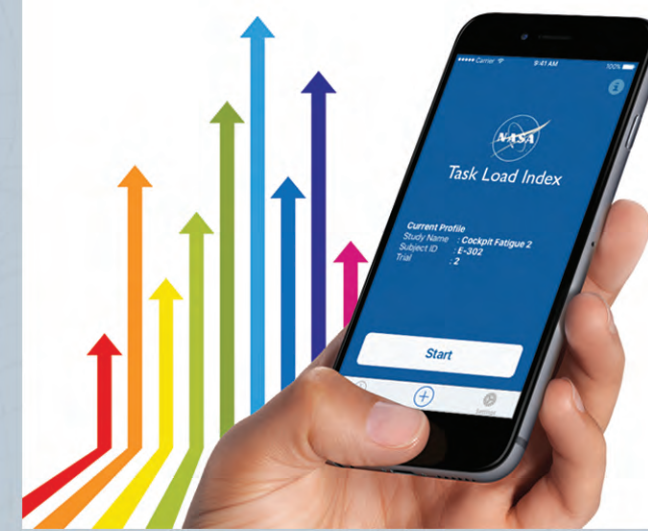 Carrier 9:41 AM 100%
i
NASA
Task Load Index
Current Profile
Study Name : Cockpit Fatigue 2
Subject ID : E-302
Trial : 2
Start
Settings